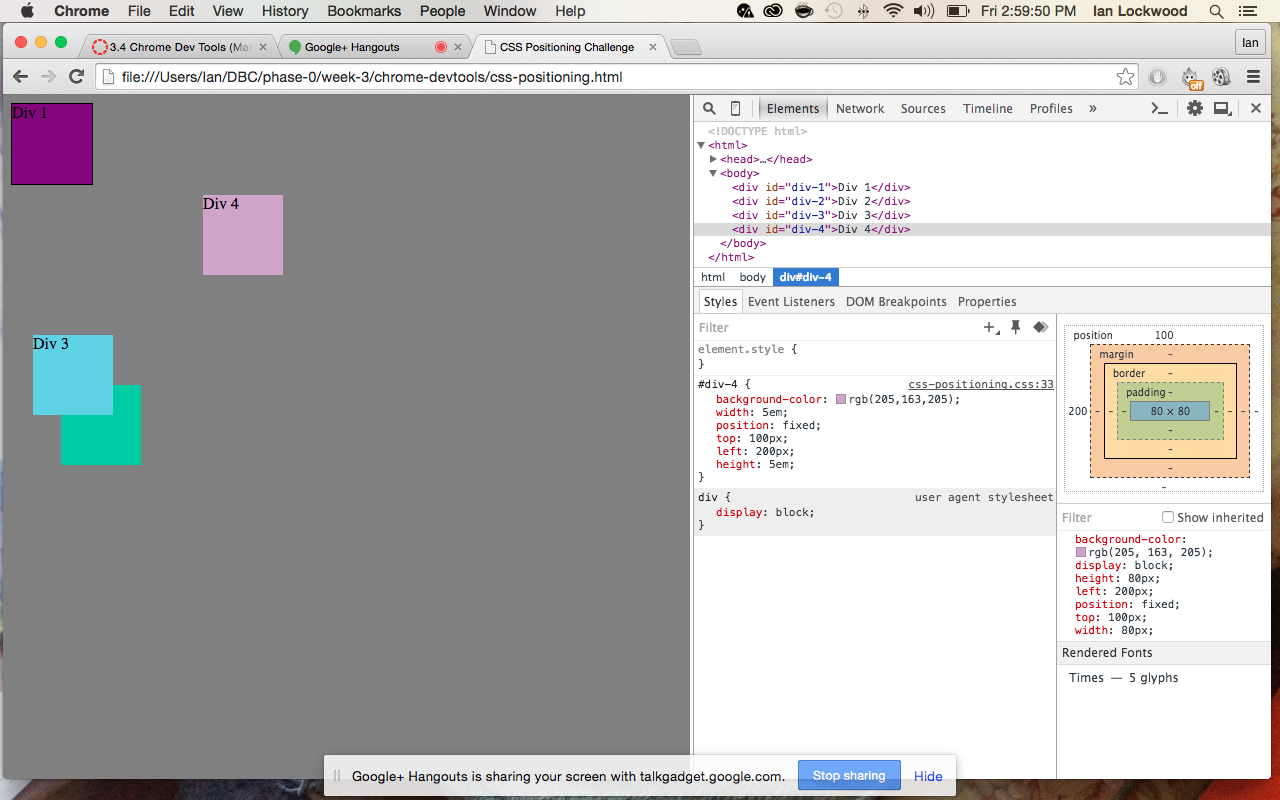 Chrome File Edit View History Bookmarks People Window Help Fri 2:59:50 PM Ian Lockwood
3.4 Chrome Dev Tools (Ma
Google+ Hangouts
CSS Positioning Challenge
Ian
file:///Users/Ian/DBC/phase-0/week-3/chrome-devtools/css-positioning.html
off
Div 1
Div 4
Div 3
Elements Network Sources Timeline Profiles »
<!DOCTYPE html>
<html>
<head>…</head>
<body>
<div id="div-1">Div 1</div>
<div id="div-2">Div 2</div>
<div id="div-3">Div 3</div>
<div id="div-4">Div 4</div>
</body>
</html>
html body div#div-4
Styles Event Listeners DOM Breakpoints Properties
Filter
element.style {
}
#div-4 { css-positioning.css:33
background-color: rgb(205,163,205);
width: 5em;
position: fixed;
top: 100px;
left: 200px;
height: 5em;
}
div { user agent stylesheet
display: block;
}
position 100
margin -
border -
padding -
200 - - - 80 × 80 - - - -
-
-
-
-
Filter Show inherited
background-color:
rgb(205, 163, 205);
display: block;
height: 80px;
left: 200px;
position: fixed;
top: 100px;
width: 80px;
Rendered Fonts
Times — 5 glyphs
Google+ Hangouts is sharing your screen with talkgadget.google.com. Stop sharing Hide